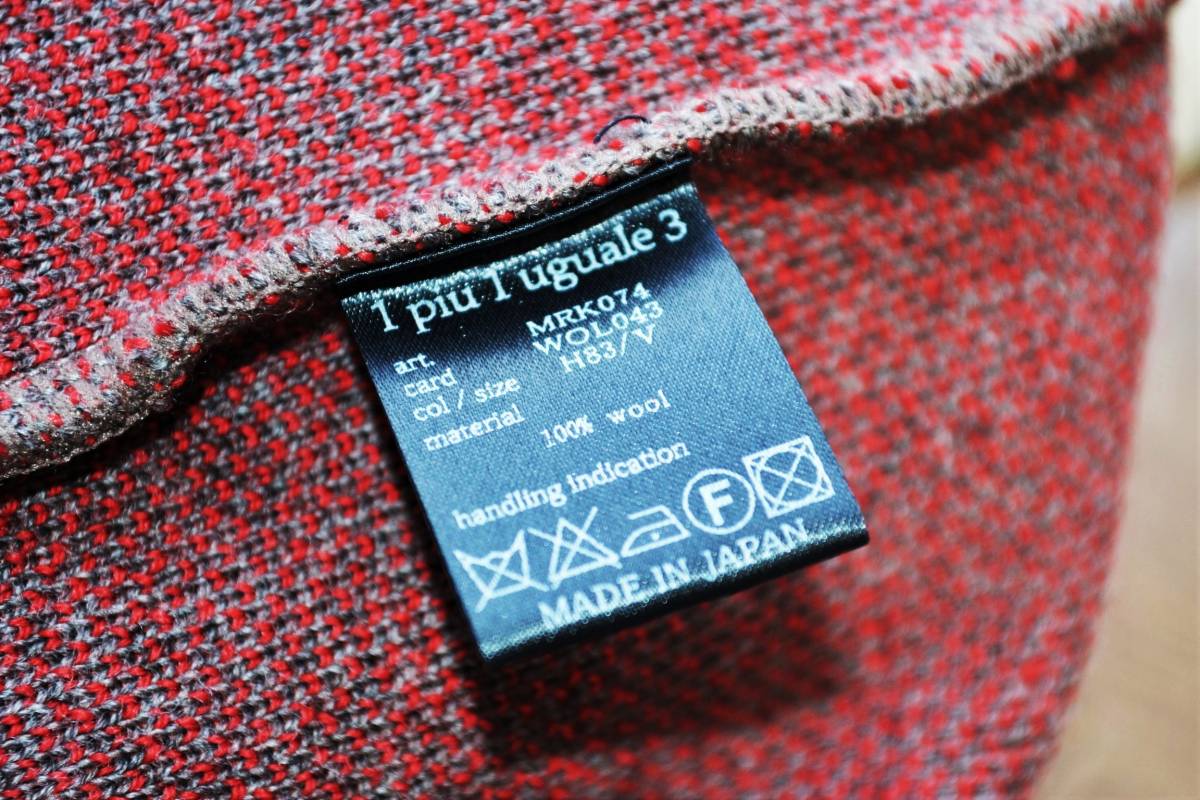 1 piu 1 uguale 3
art. MRK074
card WOL043
col / size H83/V
material 100% wool
handling indication
F
MADE IN JAPAN